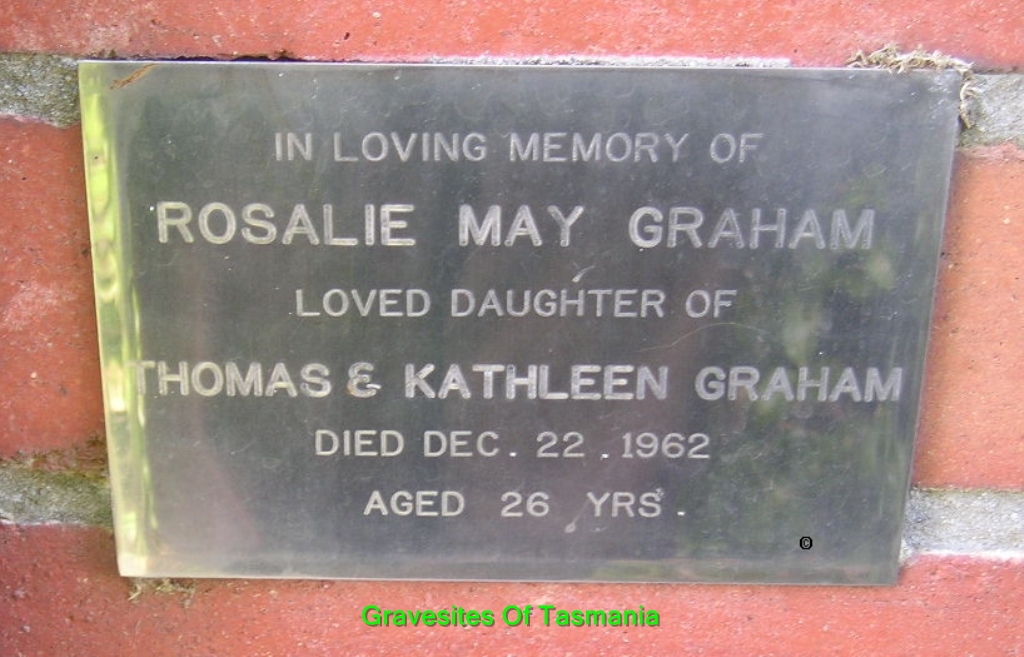 IN LOVING MEMORY OF
ROSALIE MAY GRAHAM
LOVED DAUGHTER OF
THOMAS & KATHLEEN GRAHAM
DIED DEC. 22. 1962
AGED 26 YRS.
©
Gravesites Of Tasmania